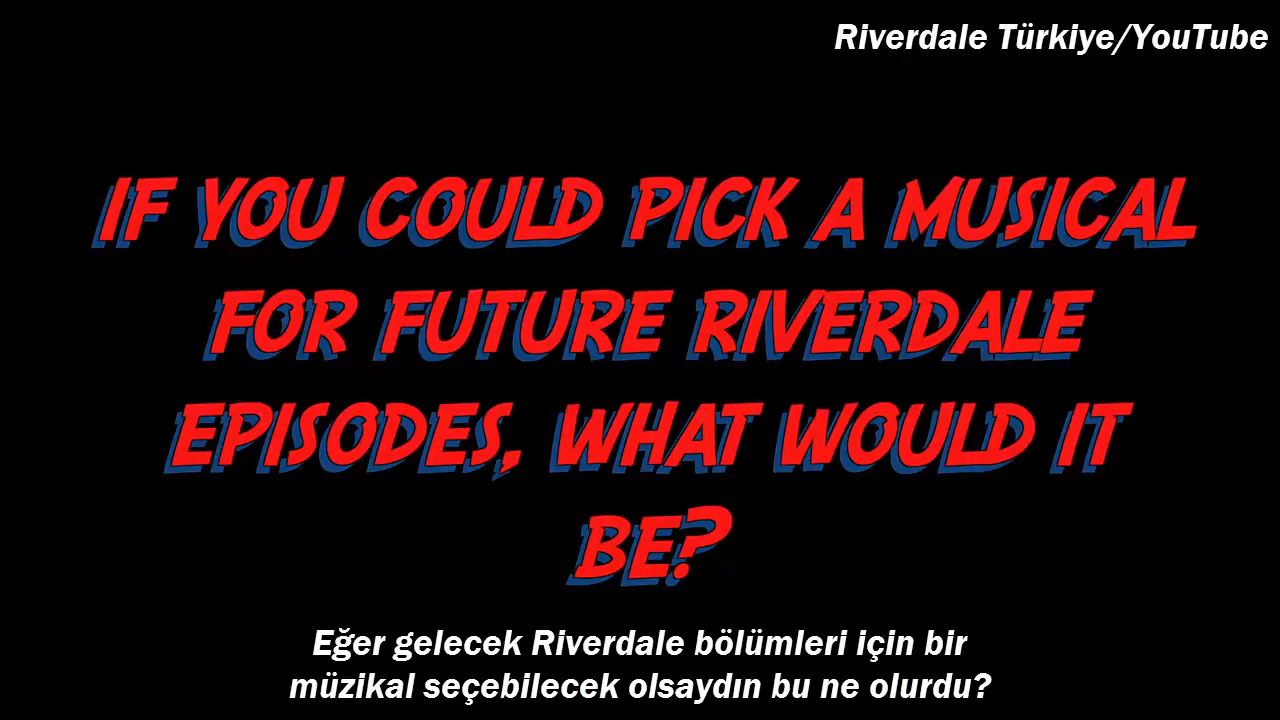 Riverdale Türkiye/YouTube
IF YOU COULD PICK A MUSICAL
FOR FUTURE RIVERDALE
EPISODES, WHAT WOULD IT
BE?
Eğer gelecek Riverdale bölümleri için bir
müzikal seçebilecek olsaydın bu ne olurdu?